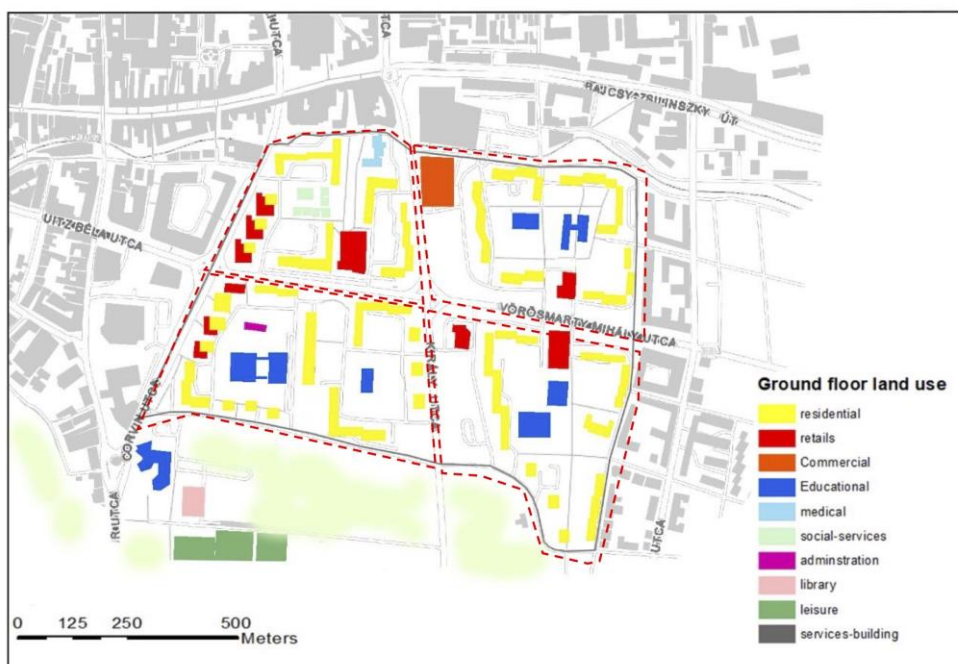 UTCA
UTCA
BAJCSY-ZSILINSZKY ÚT
UITZ BÉLA UTCA
VÖRÖSMARTY MIHÁLY UTCA
CORVIN UTCA
R UTCA
UTCA
Ground floor land use
residential
retails
Commercial
Educational
medical
social-services
adminstration
library
leisure
services-building
0 125 250 500
Meters